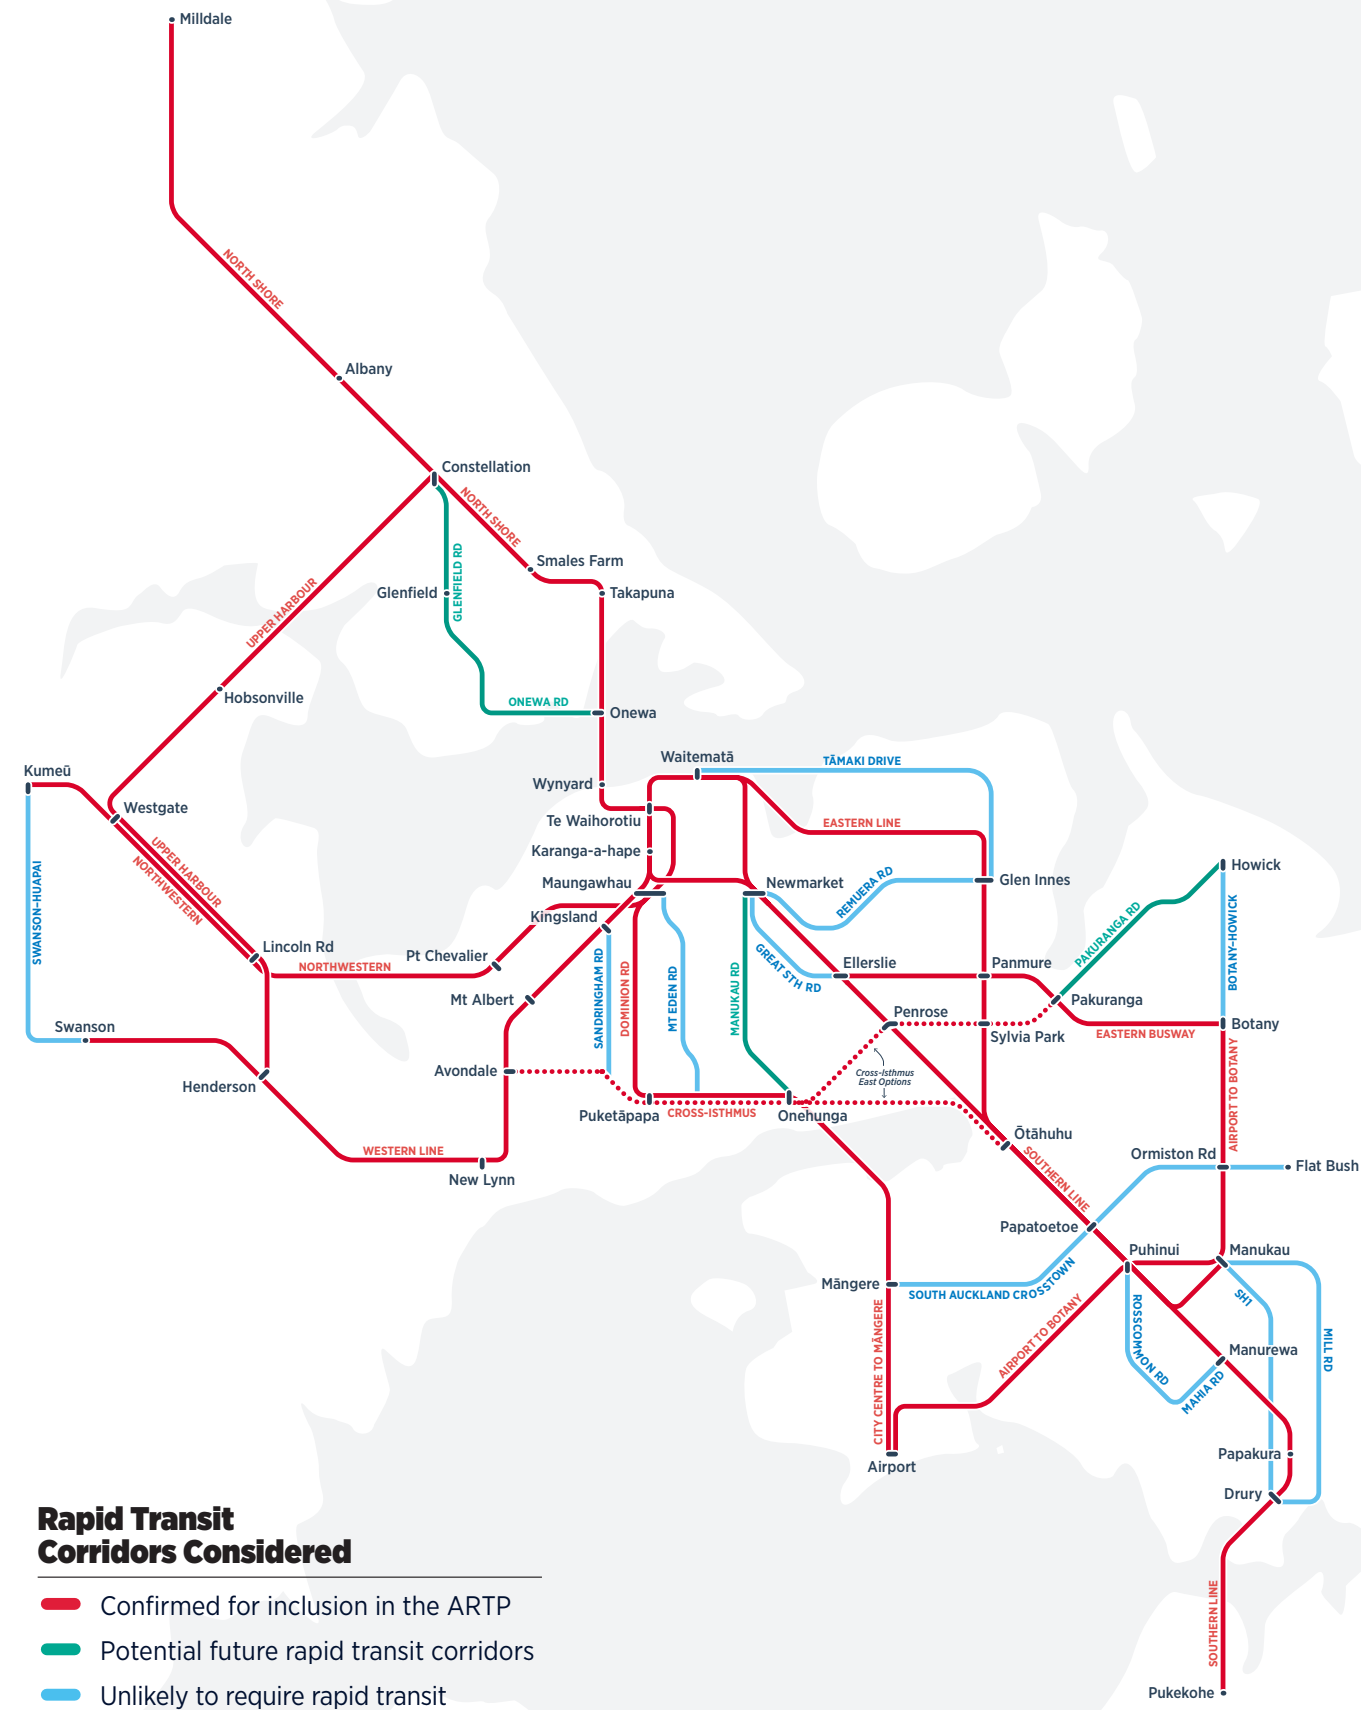 Milldale
NORTH SHORE
Albany
Constellation
NORTH SHORE
Smales Farm
Takapuna
Glenfield
GLENFIELD RD
UPPER HARBOUR
Hobsonville
ONEWA RD
Onewa
Waitematā
TĀMAKI DRIVE
Kumeū
Wynyard
Westgate
Te Waihorotiu
EASTERN LINE
UPPER HARBOUR
NORTHWESTERN
Karanga-a-hape
Howick
Maungawhau
Newmarket
REMUERA RD
Glen Innes
SWANSON–HUAPAI
Kingsland
PAKURANGA RD
BOTANY–HOWICK
Lincoln Rd
Pt Chevalier
NORTHWESTERN
GREAT STH RD
Ellerslie
Panmure
Mt Albert
SANDRINGHAM RD
DOMINION RD
MT EDEN RD
MANUKAU RD
Pakuranga
Penrose
Swanson
Sylvia Park
EASTERN BUSWAY
Botany
Henderson
Avondale
Cross-Isthmus
East Options
Puketāpapa
CROSS-ISTHMUS
Onehunga
AIRPORT TO BOTANY
Ōtāhuhu
WESTERN LINE
New Lynn
SOUTHERN LINE
Ormiston Rd
Flat Bush
Papatoetoe
Puhinui
Manukau
Māngere
SOUTH AUCKLAND CROSSTOWN
SH1
CITY CENTRE TO MĀNGERE
AIRPORT TO BOTANY
ROSSCOMMON RD
MILL RD
Manurewa
MAHIA RD
Airport
Papakura
Drury
SOUTHERN LINE
Pukekohe
Rapid Transit
Corridors Considered
Confirmed for inclusion in the ARTP
Potential future rapid transit corridors
Unlikely to require rapid transit